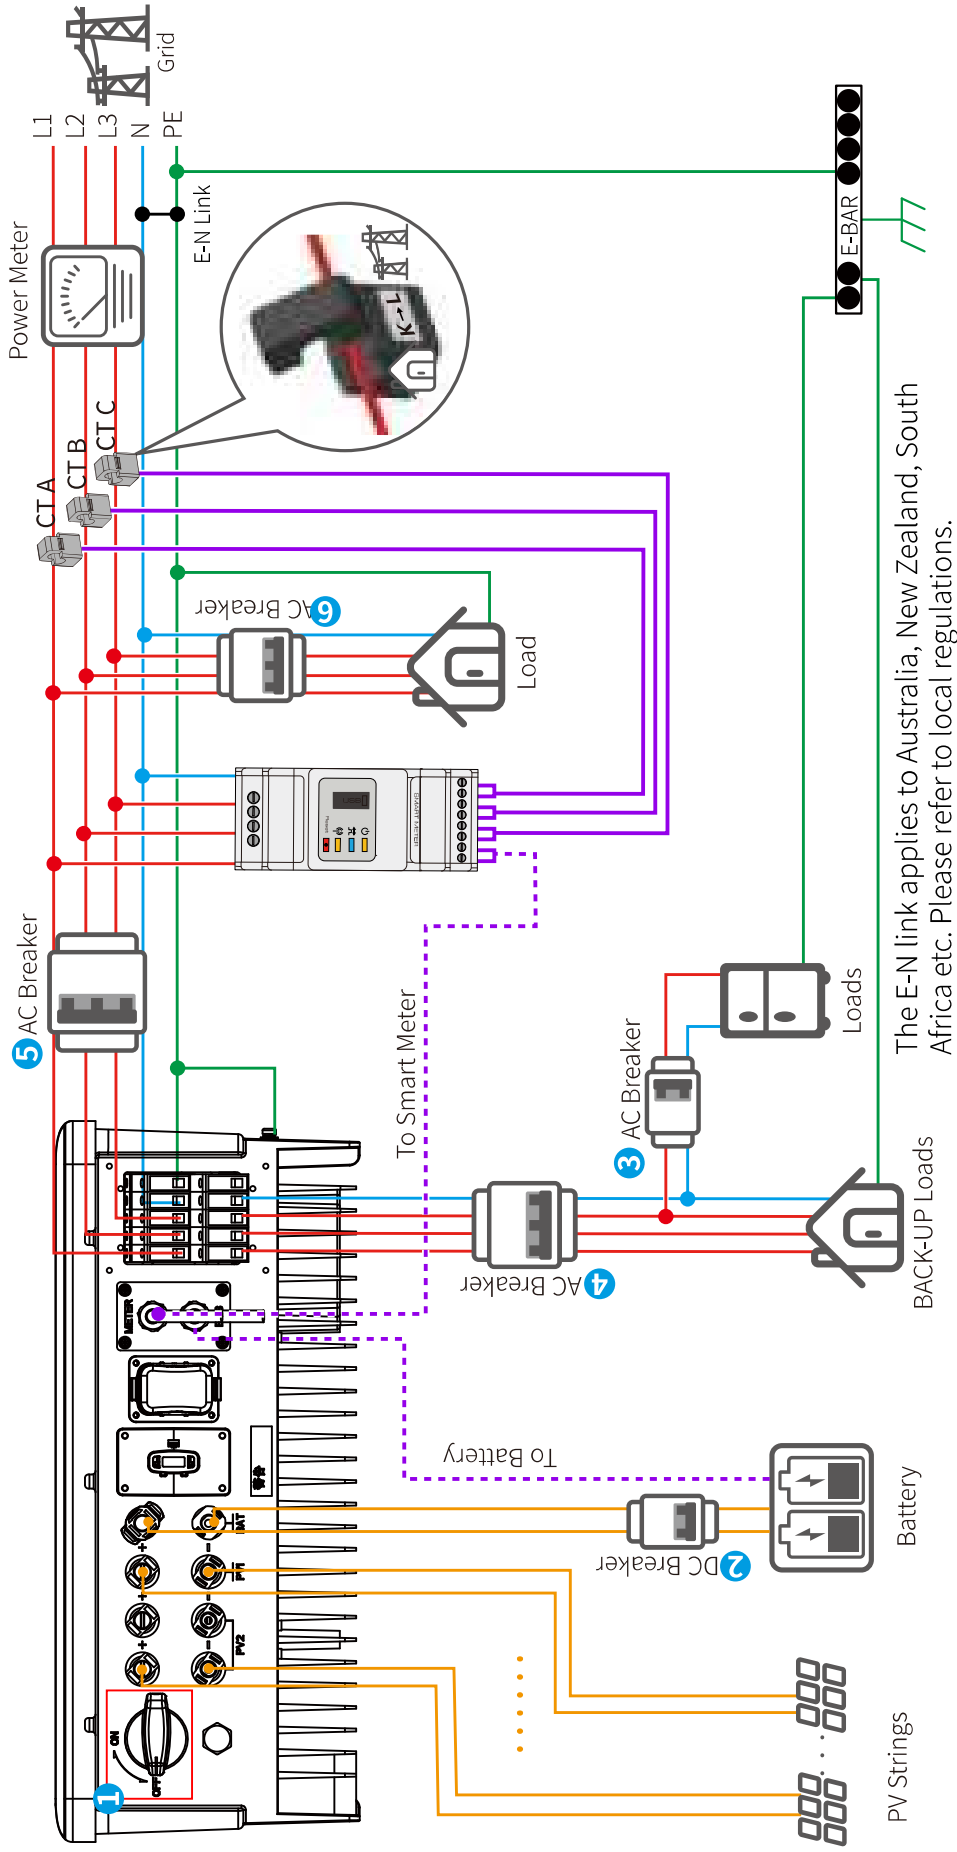 Grid
L1
L2
L3
N
PE
Power Meter
E-N Link
K→L
E-BAR
CT A
CT B
CT C
6
AC Breaker
Load
SMART METER
5
AC Breaker
To Smart Meter
3
AC Breaker
Loads
4
AC Breaker
BACK-UP Loads
METER
To Battery
2
DC Breaker
Battery
BAT
PV1
PV2
+
+
+
+
-
-
-
-
ON
OFF
1
PV Strings
The E-N link applies to Australia, New Zealand, South
Africa etc. Please refer to local regulations.